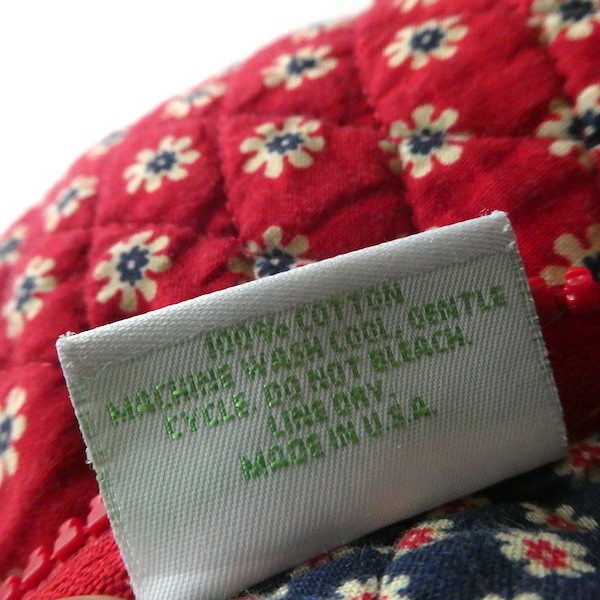 100% COTTON
MACHINE WASH COOL, GENTLE
CYCLE. DO NOT BLEACH.
LINE DRY.
MADE IN U.S.A.